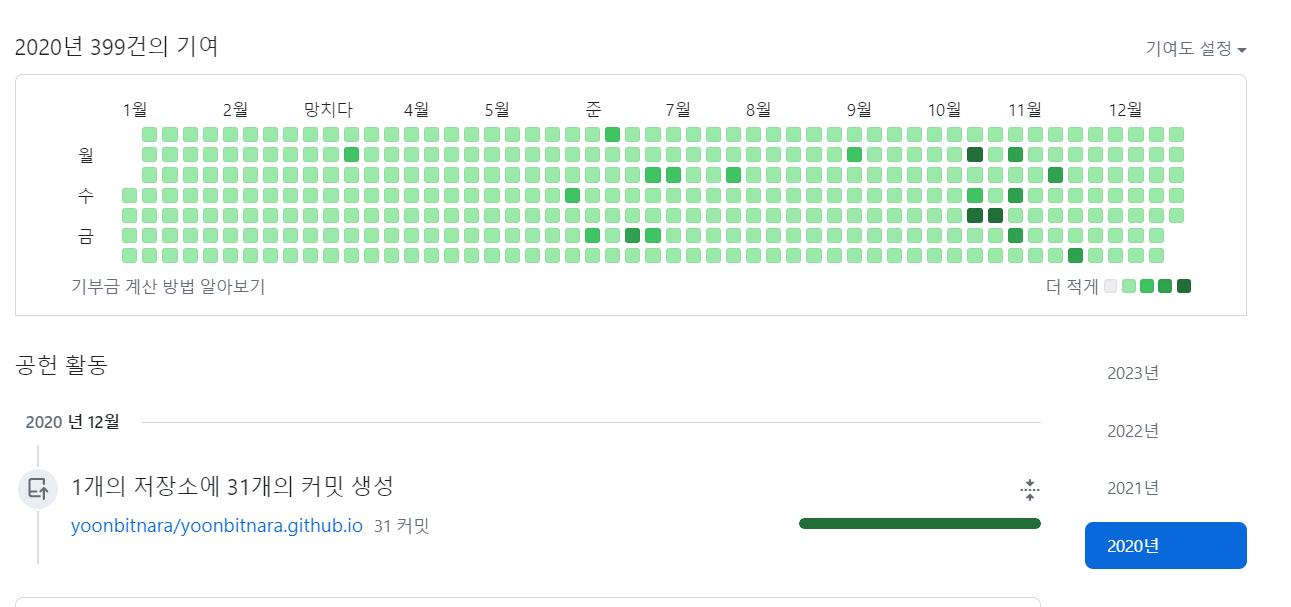 2020년 399건의 기여
기여도 설정
1월 2월 망치다 4월 5월 준 7월 8월 9월 10월 11월 12월
월
수
금
기부금 계산 방법 알아보기
더 적게
공헌 활동
2023년
2020 년 12월
2022년
1개의 저장소에 31개의 커밋 생성
2021년
yoonbitnara/yoonbitnara.github.io 31 커밋
2020년